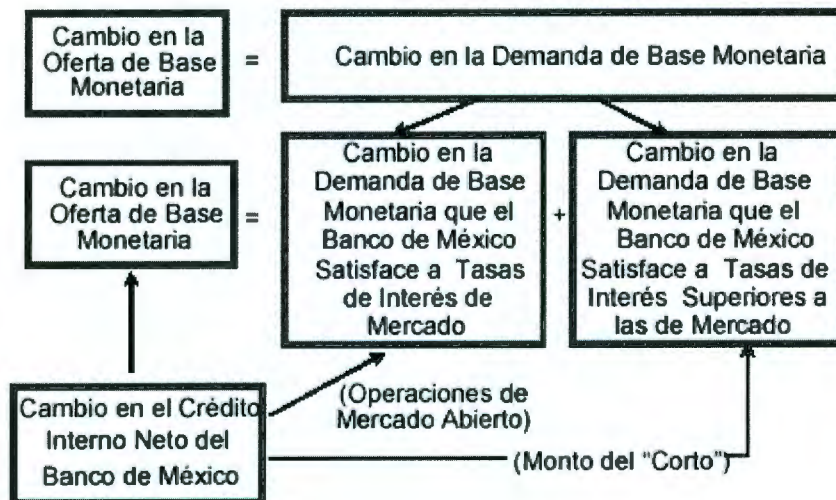 Cambio en la
Oferta de Base
Monetaria
=
Cambio en la Demanda de Base Monetaria
Cambio en la
Oferta de Base
Monetaria
=
Cambio en la
Demanda de Base
Monetaria que el
Banco de México
Satisface a Tasas
de Interés de
Mercado
+
Cambio en la
Demanda de Base
Monetaria que el
Banco de México
Satisface a Tasas de
Interés Superiores a
las de Mercado
Cambio en el Crédito
Interno Neto del
Banco de México
(Operaciones de
Mercado Abierto)
(Monto del "Corto")